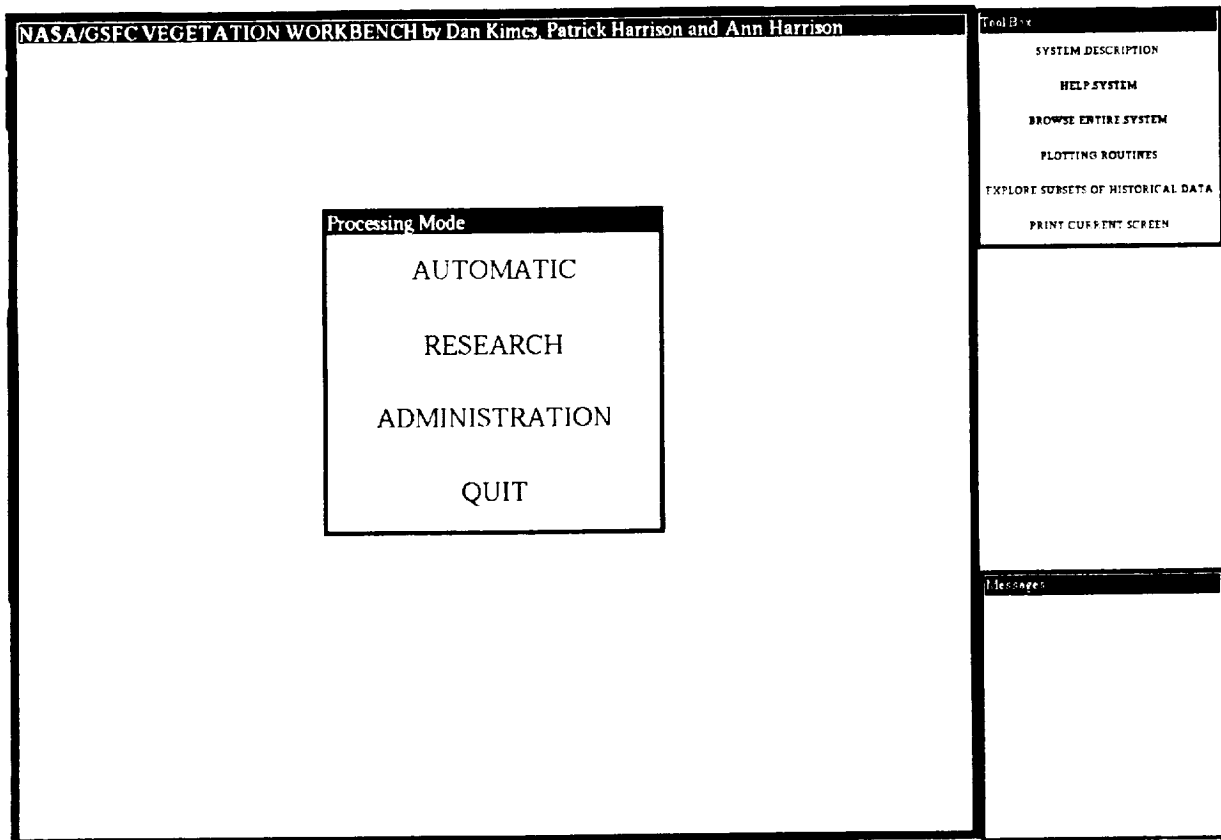 NASA/GSFC VEGETATION WORKBENCH by Dan Kimes, Patrick Harrison and Ann Harrison
Processing Mode
AUTOMATIC
RESEARCH
ADMINISTRATION
QUIT
Tool Box
SYSTEM DESCRIPTION
HELP SYSTEM
BROWSE ENTIRE SYSTEM
PLOTTING ROUTINES
EXPLORE SUBSETS OF HISTORICAL DATA
PRINT CURRENT SCREEN
Messages